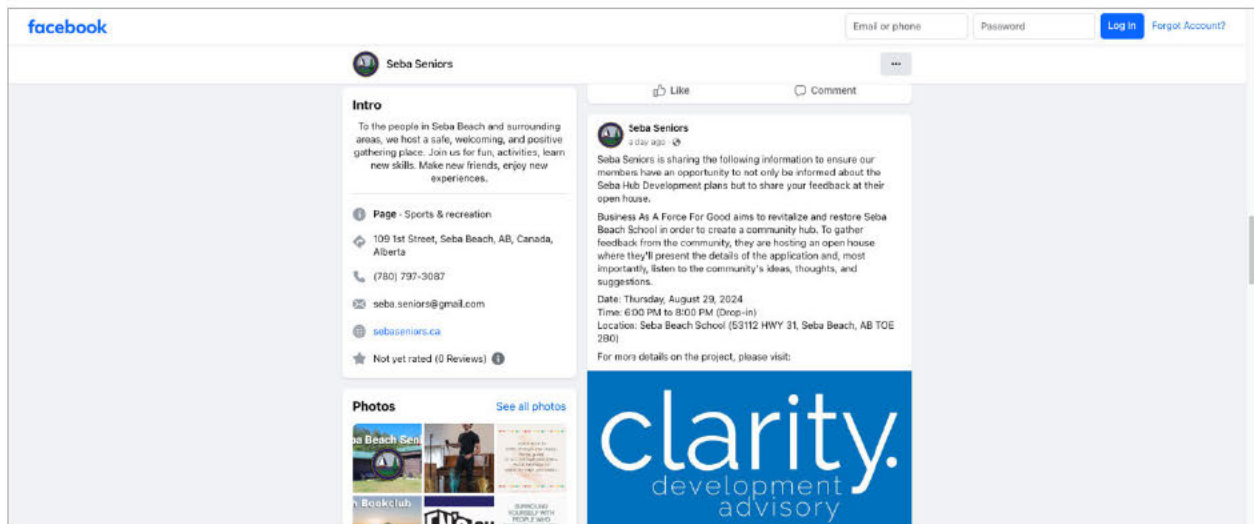 facebook
Email or phone
Password
Log In
Forgot Account?
Seba Seniors
Intro
To the people in Seba Beach and surrounding
areas, we host a safe, welcoming, and positive
gathering place. Join us for fun, activities, learn
new skills. Make new friends, enjoy new
experiences.
Page · Sports & recreation
109 1st Street, Seba Beach, AB, Canada,
Alberta
(780) 797-3087
seba.seniors@gmail.com
sebaseniors.ca
Not yet rated (0 Reviews)
Photos
See all photos
Beach
Bookclub
SURROUND
YOURSELF WITH
PEOPLE WHO
Like
Comment
Seba Seniors
a day ago
Seba Seniors is sharing the following information to ensure our
members have an opportunity to not only be informed about the
Seba Hub Development plans but to share your feedback at their
open house.
Business As A Force For Good aims to revitalize and restore Seba
Beach School in order to create a community hub. To gather
feedback from the community, they are hosting an open house
where they'll present the details of the application and, most
importantly, listen to the community's ideas, thoughts, and
suggestions.
Date: Thursday, August 29, 2024
Time: 6:00 PM to 8:00 PM (Drop-in)
Location: Seba Beach School (53112 HWY 31, Seba Beach, AB T0E
2B0)
For more details on the project, please visit:
clarity.
development
advisory